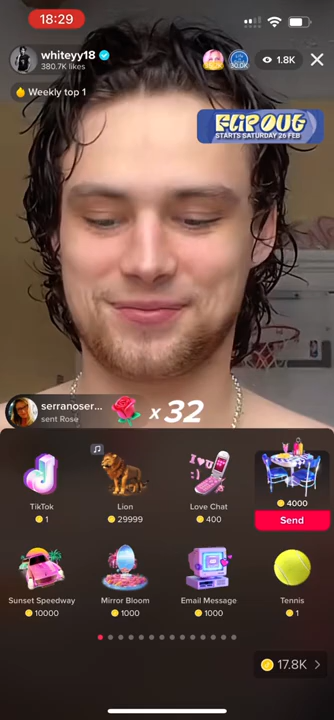 18:29
whiteyy18
380.7K likes
1.8K
Weekly top 1
FLIP OUT
STARTS SATURDAY 26 FEB
serranoser...
sent Rose
x 32
I ♥ U
:)
TikTok
1
Lion
29999
Love Chat
400
4000
Send
Sunset Speedway
10000
Mirror Bloom
1000
Email Message
1000
Tennis
1
17.8K >